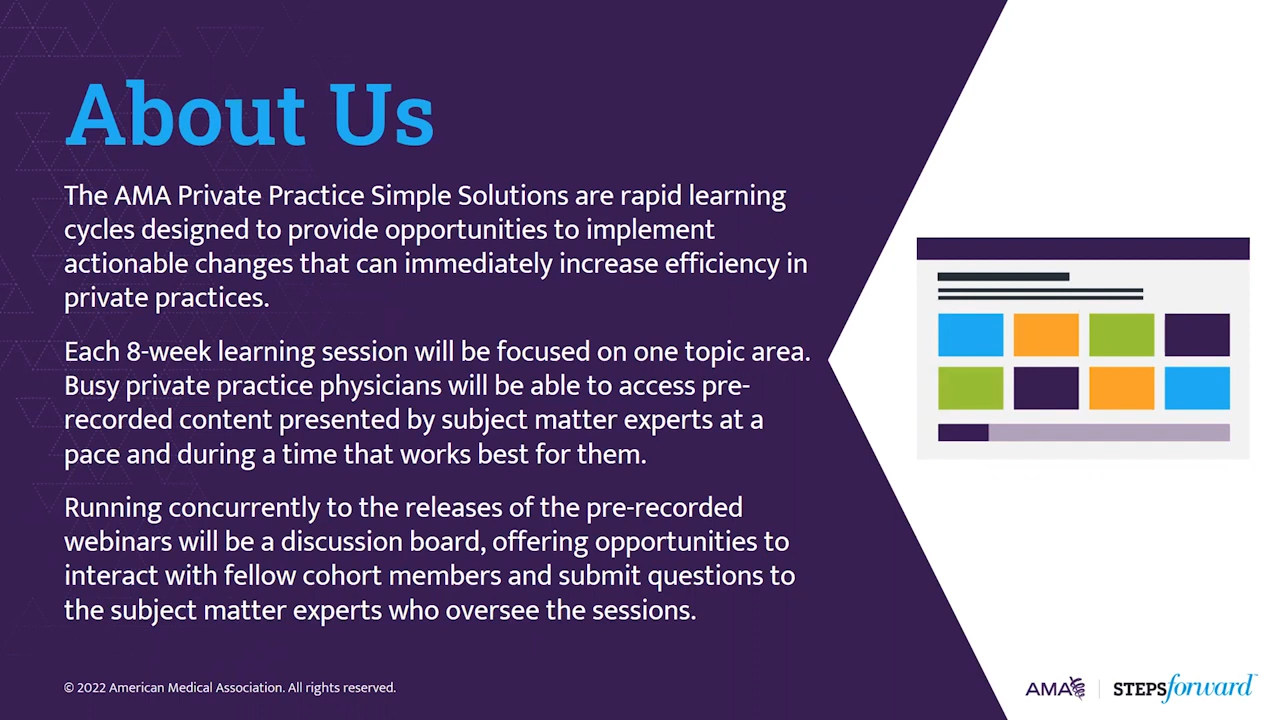 About Us
The AMA Private Practice Simple Solutions are rapid learning
cycles designed to provide opportunities to implement
actionable changes that can immediately increase efficiency in
private practices.
Each 8-week learning session will be focused on one topic area.
Busy private practice physicians will be able to access pre-
recorded content presented by subject matter experts at a
pace and during a time that works best for them.
Running concurrently to the releases of the pre-recorded
webinars will be a discussion board, offering opportunities to
interact with fellow cohort members and submit questions to
the subject matter experts who oversee the sessions.
© 2022 American Medical Association. All rights reserved.
AMA | STEPSforward™